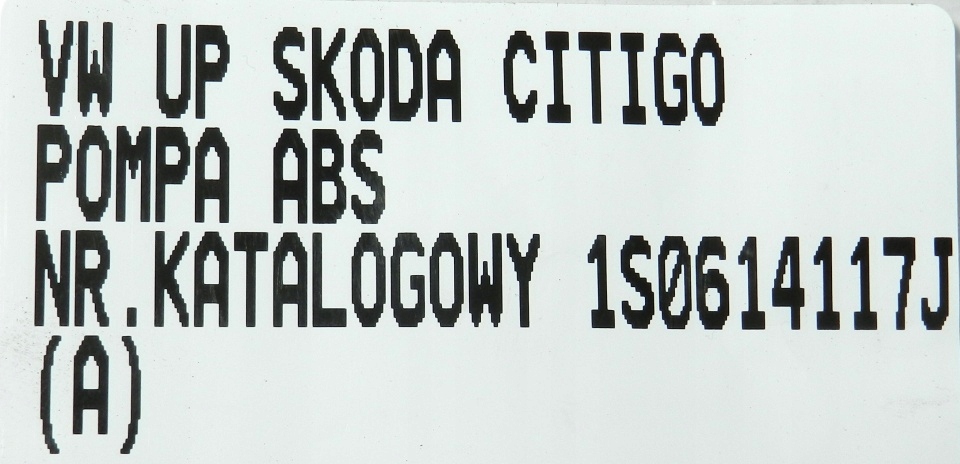 VW UP SKODA CITIGO
POMPA ABS
NR.KATALOGOWY 1S0614117J
(A)